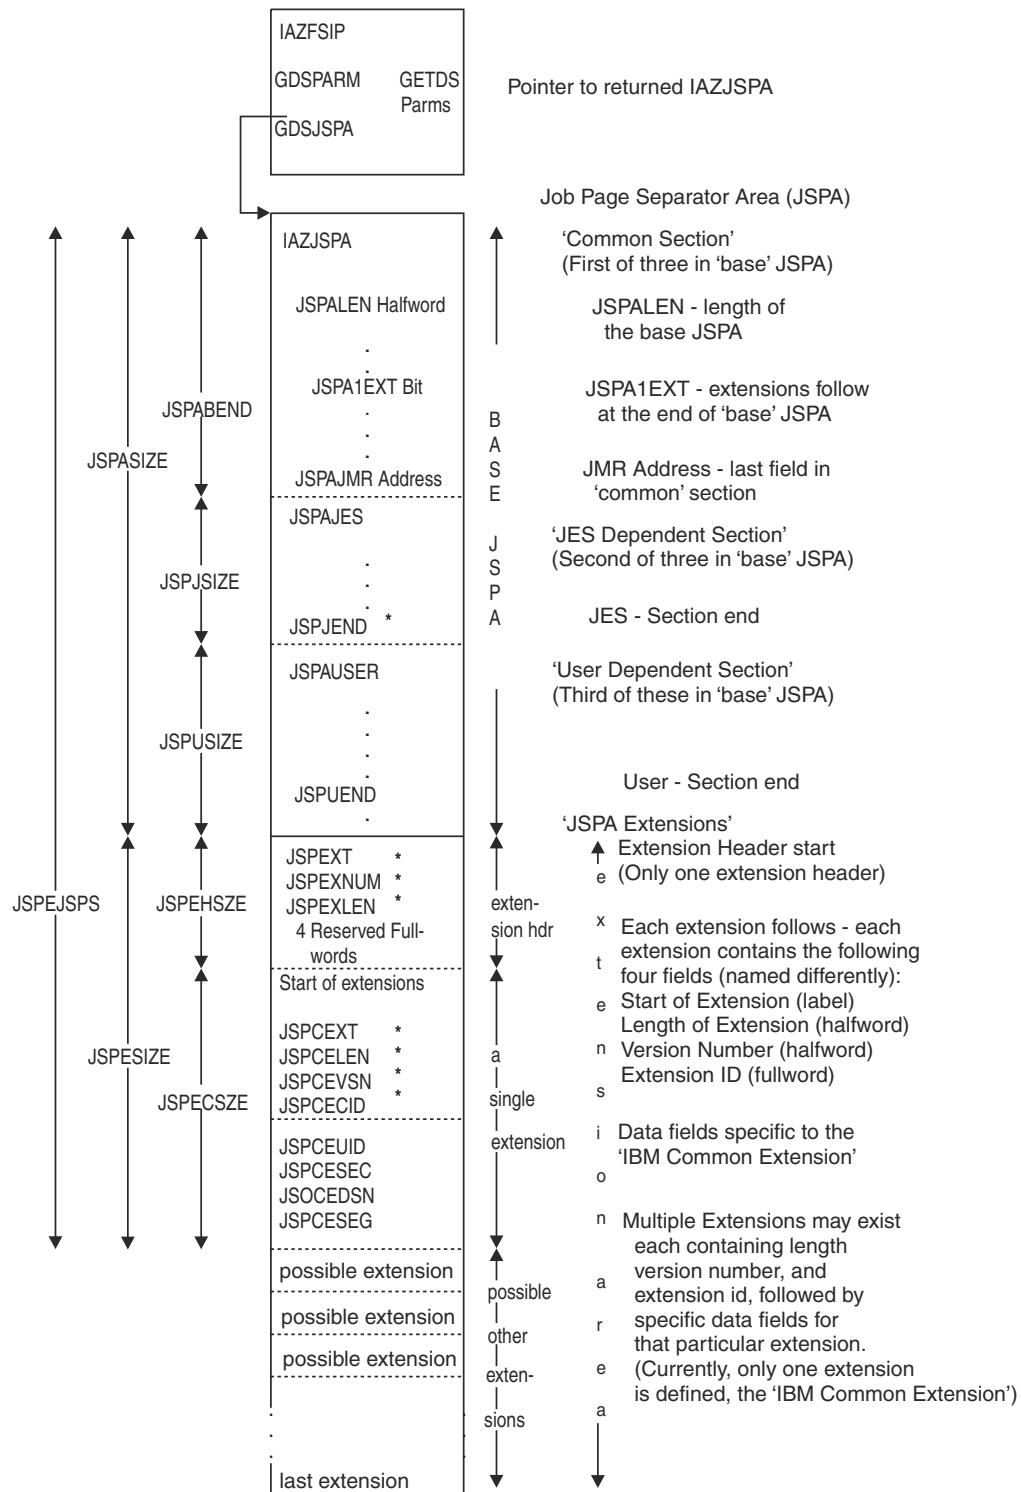 IAZFSIP
GDSPARM GETDS
Parms
GDSJSPA
Pointer to returned IAZJSPA
Job Page Separator Area (JSPA)
IAZJSPA
‘Common Section’
(First of three in ‘base’ JSPA)
JSPALEN Halfword
JSPALEN - length of
the base JSPA
JSPA1EXT Bit
JSPA1EXT - extensions follow
at the end of ‘base’ JSPA
JSPABEND
JSPASIZE
JSPAJMR Address
JMR Address - last field in
‘common’ section
B
A
S
E
J
S
P
A
JSPAJES
‘JES Dependent Section’
(Second of three in ‘base’ JSPA)
JSPJSIZE
JSPJEND *
JES - Section end
JSPAUSER
‘User Dependent Section’
(Third of these in ‘base’ JSPA)
JSPUSIZE
JSPUEND
User - Section end
‘JSPA Extensions’
JSPEXT *
JSPEXNUM *
JSPEXLEN *
4 Reserved Full-
words
JSPEJSPS
JSPEHSZE
exten-
sion hdr
Extension Header start
(Only one extension header)
e
x
t
e
n
s
i
o
n
a
r
e
a
Each extension follows - each
extension contains the following
four fields (named differently):
Start of Extension (label)
Length of Extension (halfword)
Version Number (halfword)
Extension ID (fullword)
Start of extensions
JSPCEXT *
JSPCELEN *
JSPCEVSN *
JSPCECID *
JSPESIZE
JSPECSZE
a
single
extension
JSPCEUID
JSPCESEC
JSOCEDSN
JSPCESEG
Data fields specific to the
‘IBM Common Extension’
Multiple Extensions may exist
each containing length
version number, and
extension id, followed by
specific data fields for
that particular extension.
(Currently, only one extension
is defined, the ‘IBM Common Extension’)
possible extension
possible extension
possible extension
possible
other
exten-
sions
last extension